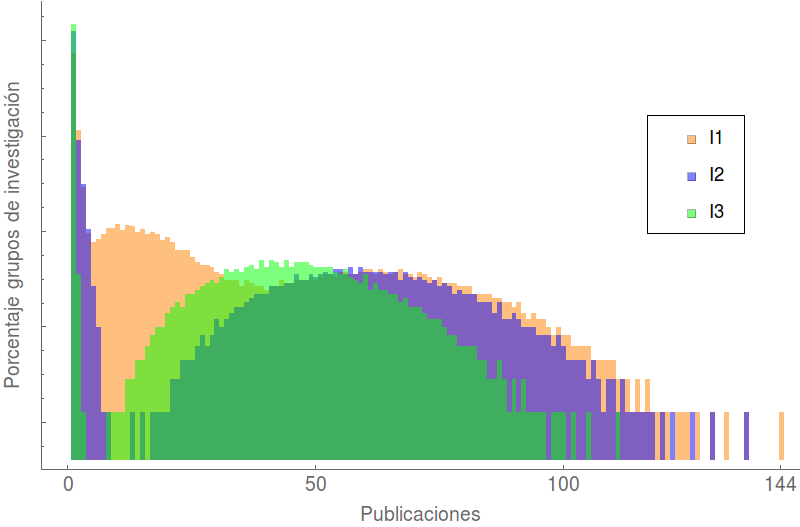 Porcentaje grupos de investigación
I1
I2
I3
0 50 100 144
Publicaciones